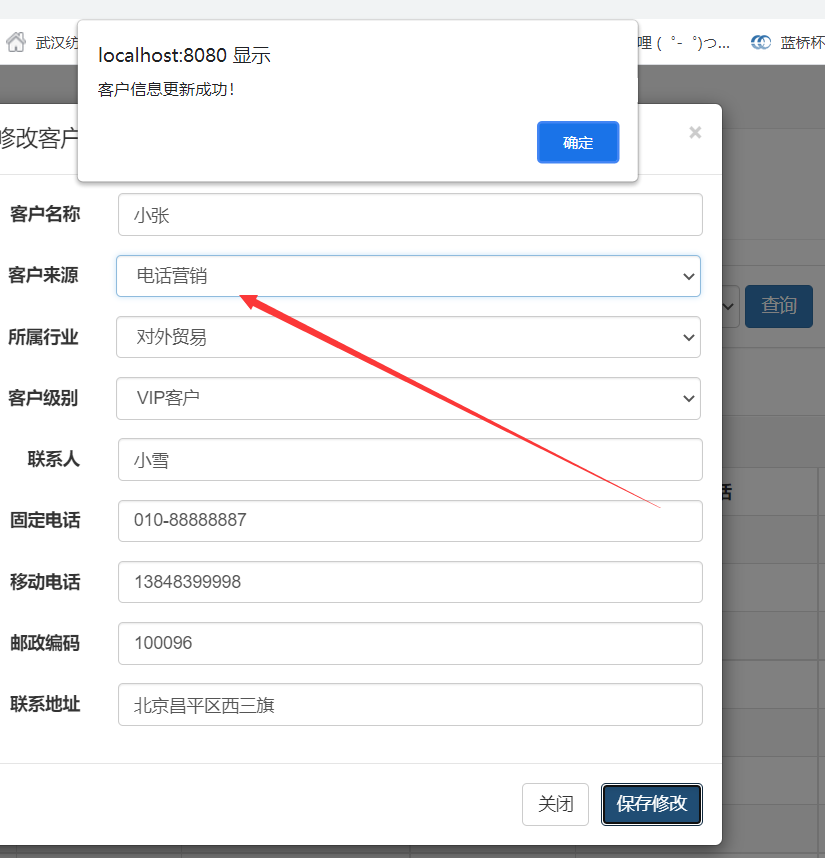 武汉纺
哩 ( ゜- ゜)つ...
蓝桥杯
localhost:8080 显示
客户信息更新成功！
确定
修改客户
×
客户名称 小张
客户来源 电话营销
查询
所属行业 对外贸易
客户级别 VIP客户
联系人 小雪
固定电话 010-88888887
移动电话 13848399998
邮政编码 100096
联系地址 北京昌平区西三旗
关闭 保存修改